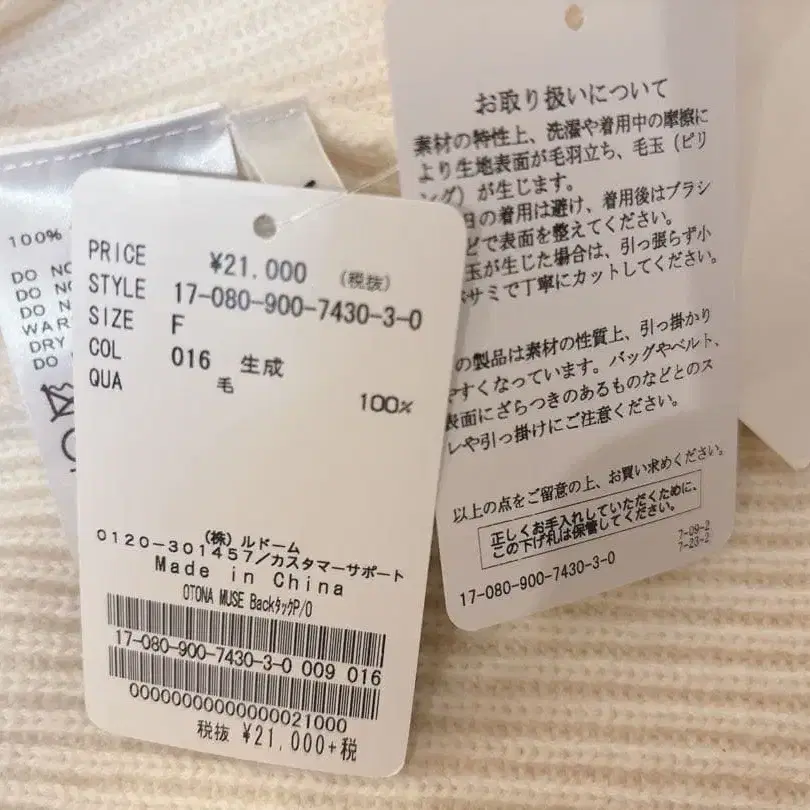 100%
DO NO
DO NO
DO N
WAR
DRY
DO
PRICE ¥21,000 (税抜)
STYLE 17-080-900-7430-3-0
SIZE F
COL 016 生成
QUA 毛 100%
(株)ルドーム
0120-301457/カスタマーサポート
Made in China
OTONA MUSE BackタックP/O
17-080-900-7430-3-0 009 016
00000000000000021000
税抜 ¥21,000+税
お取り扱いについて
素材の特性上、洗濯や着用中の摩擦に
より生地表面が毛羽立ち、毛玉(ピリ
ング)が生じます。
日の着用は避け、着用後はブラシ
どで表面を整えてください。
玉が生じた場合は、引っ張らず小
バサミで丁寧にカットしてください。
の製品は素材の性質上、引っ掛かり
やすくなっています。バッグやベルト、
表面にざらつきのあるものなどとのス
レや引っ掛けにご注意ください。
以上の点をご留意の上、お買い求めください。
正しくお手入れしていただくために、
この下げ札は保管してください。
7-09-2
7-23-2
17-080-900-7430-3-0